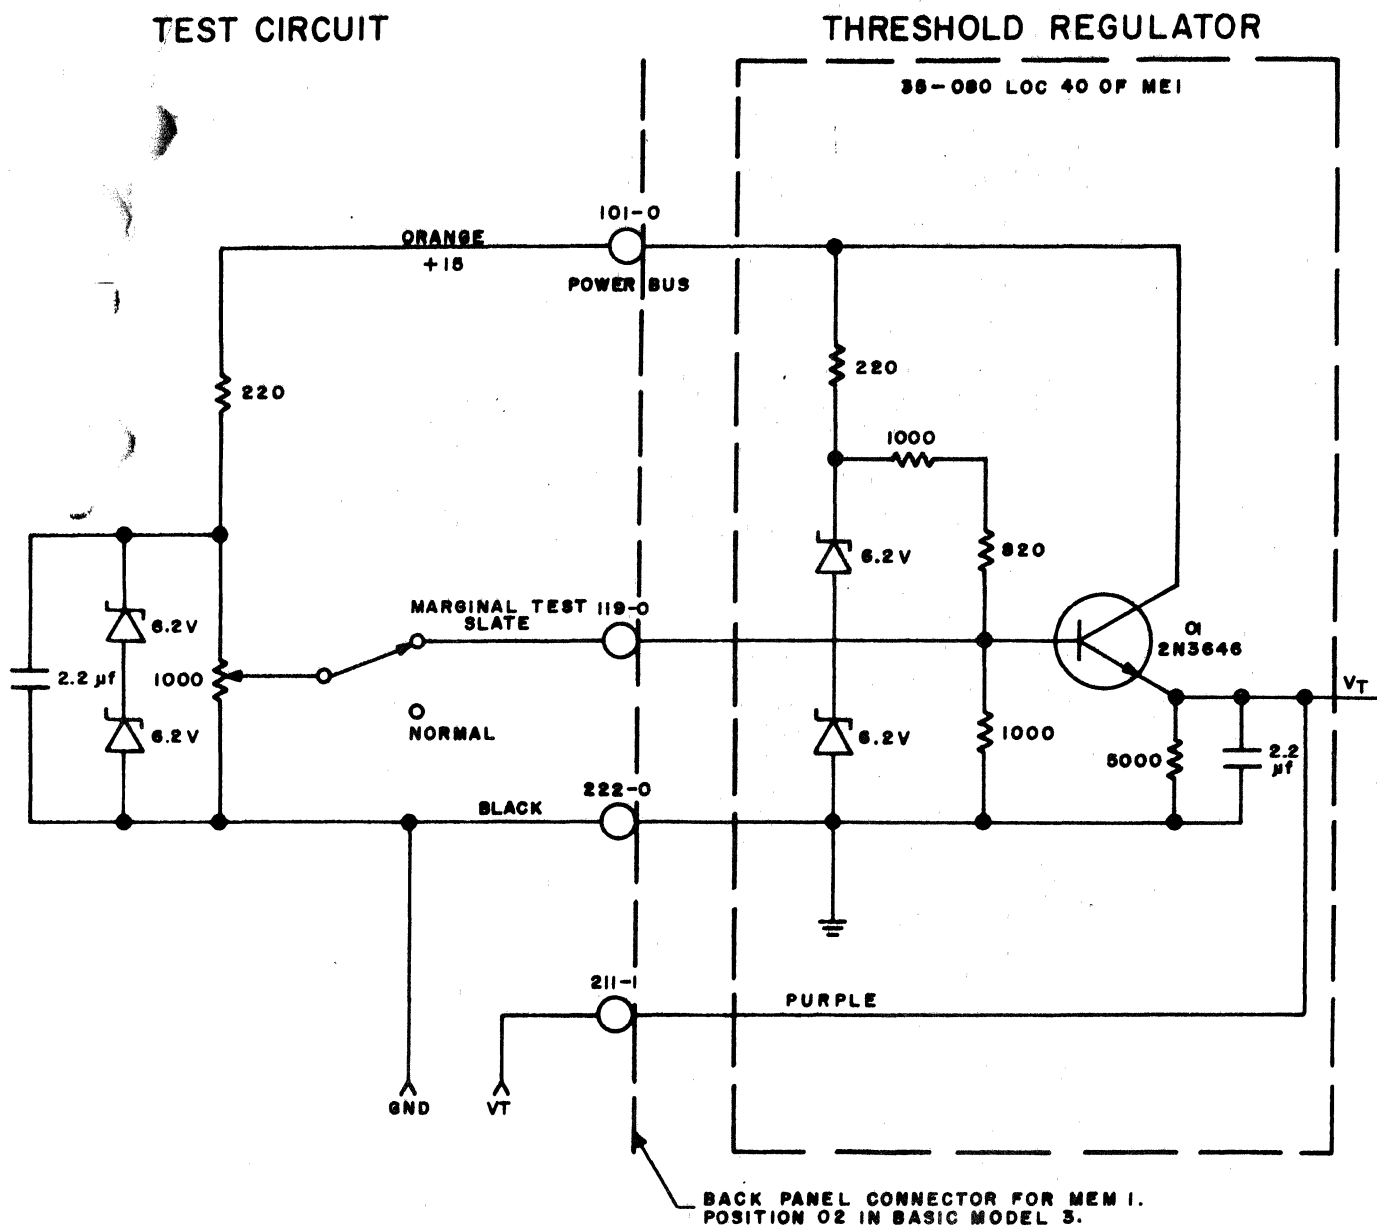 TEST CIRCUIT
THRESHOLD REGULATOR
35-080 LOC 40 OF MEI
101-0
ORANGE
+15
POWER BUS
220
220
1000
6.2V
820
MARGINAL TEST 119-0
SLATE
6.2V
2.2 µf
1000
01
2N3646
VT
NORMAL
6.2V
6.2V
1000
5000
2.2
µf
222-0
BLACK
211-1
PURPLE
GND
VT
BACK PANEL CONNECTOR FOR MEM 1.
POSITION 02 IN BASIC MODEL 3.